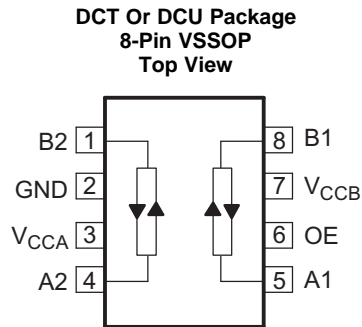 DCT Or DCU Package
8-Pin VSSOP
Top View
B2 1 8 B1
GND 2 7 VCCB
VCCA 3 6 OE
A2 4 5 A1